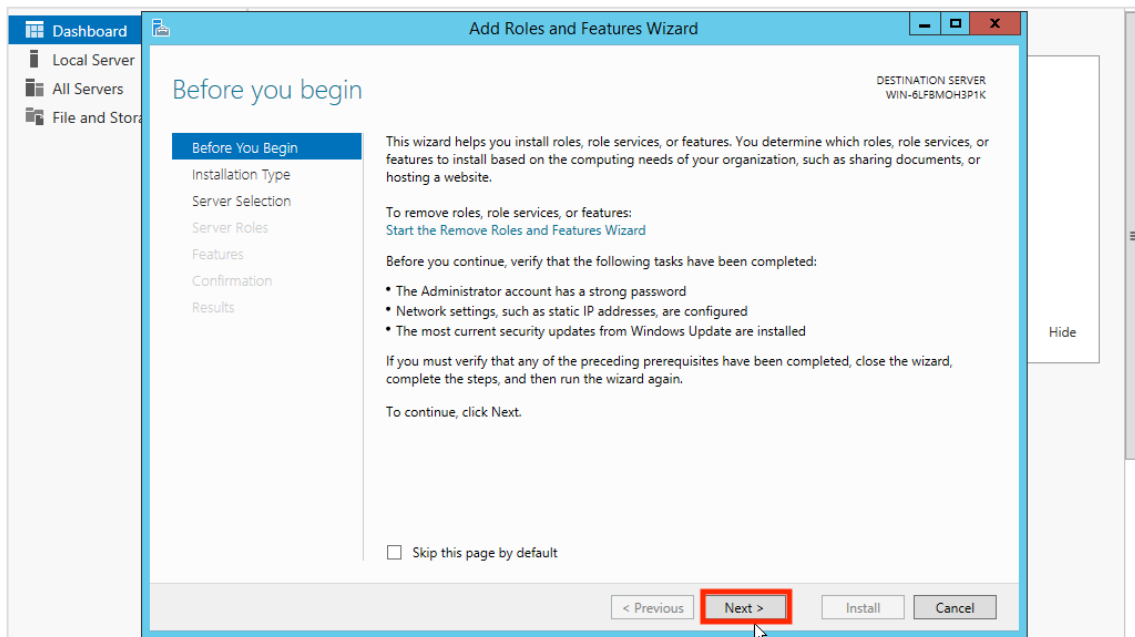 Dashboard
Local Server
All Servers
File and Stora
Add Roles and Features Wizard
Before you begin
DESTINATION SERVER
WIN-6LFBMOH3P1K
Before You Begin
Installation Type
Server Selection
Server Roles
Features
Confirmation
Results
This wizard helps you install roles, role services, or features. You determine which roles, role services, or
features to install based on the computing needs of your organization, such as sharing documents, or
hosting a website.
To remove roles, role services, or features:
Start the Remove Roles and Features Wizard
Before you continue, verify that the following tasks have been completed:
• The Administrator account has a strong password
• Network settings, such as static IP addresses, are configured
• The most current security updates from Windows Update are installed
If you must verify that any of the preceding prerequisites have been completed, close the wizard,
complete the steps, and then run the wizard again.
To continue, click Next.
Skip this page by default
< Previous
Next >
Install
Cancel
Hide